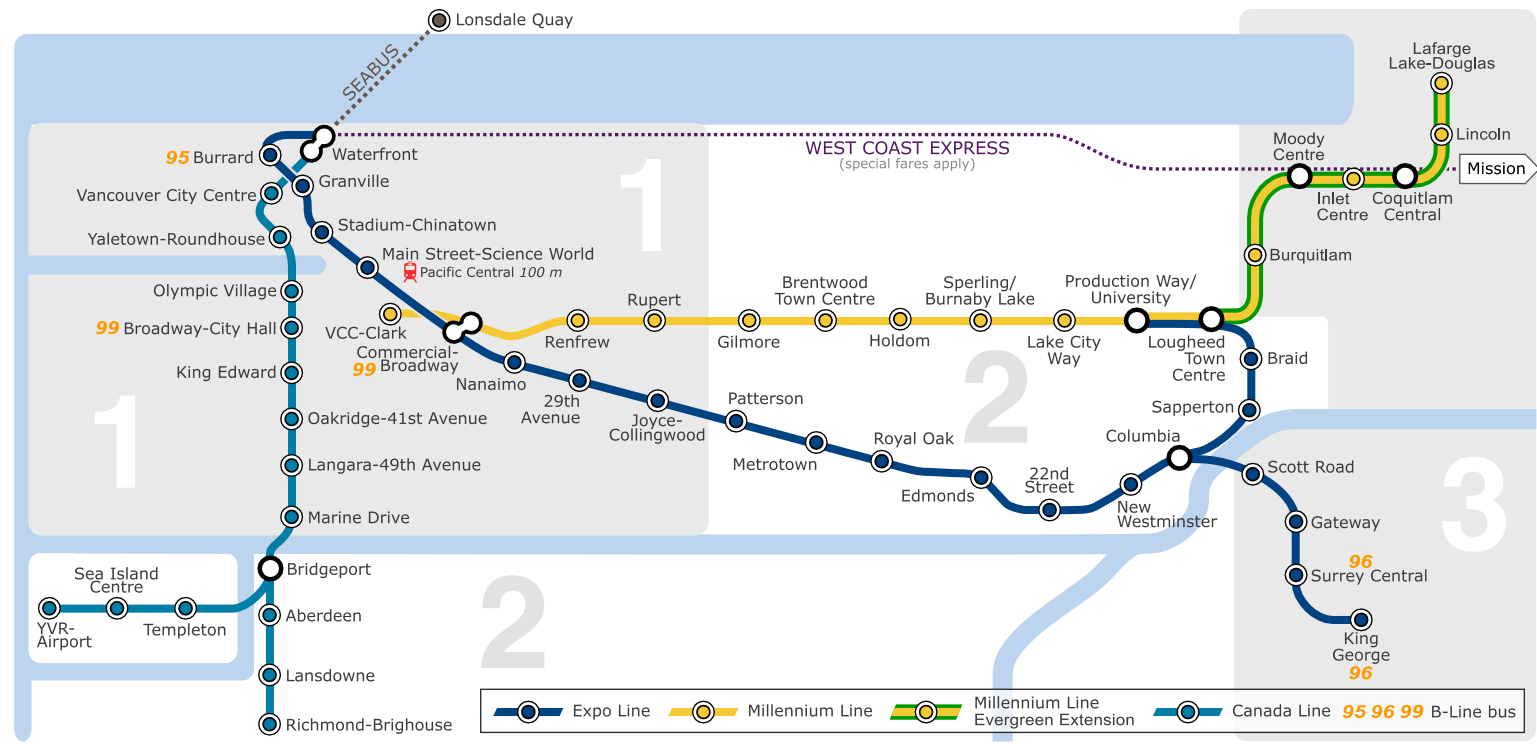 Lonsdale Quay
SEABUS
Lafarge
Lake-Douglas
Lincoln
Mission
Moody
Centre
Inlet
Centre
Coquitlam
Central
Burquitlam
WEST COAST EXPRESS
(special fares apply)
1
95 Burrard
Waterfront
Granville
Vancouver City Centre
Stadium-Chinatown
Yaletown-Roundhouse
Main Street-Science World
Pacific Central 100 m
Olympic Village
99 Broadway-City Hall
King Edward
Oakridge-41st Avenue
Langara-49th Avenue
Marine Drive
1
VCC-Clark
Commercial-
99 Broadway
Renfrew
Rupert
Gilmore
Brentwood
Town Centre
Holdom
Sperling/
Burnaby Lake
Lake City
Way
Production Way/
University
Lougheed
Town
Centre
Braid
Sapperton
Nanaimo
29th
Avenue
Joyce-
Collingwood
Patterson
Metrotown
Royal Oak
Edmonds
22nd
Street
New
Westminster
Columbia
2
Scott Road
Gateway
96
Surrey Central
King
George
96
3
Bridgeport
Sea Island
Centre
YVR-
Airport
Templeton
Aberdeen
Lansdowne
Richmond-Brighouse
2
Expo Line
Millennium Line
Millennium Line
Evergreen Extension
Canada Line
95 96 99 B-Line bus